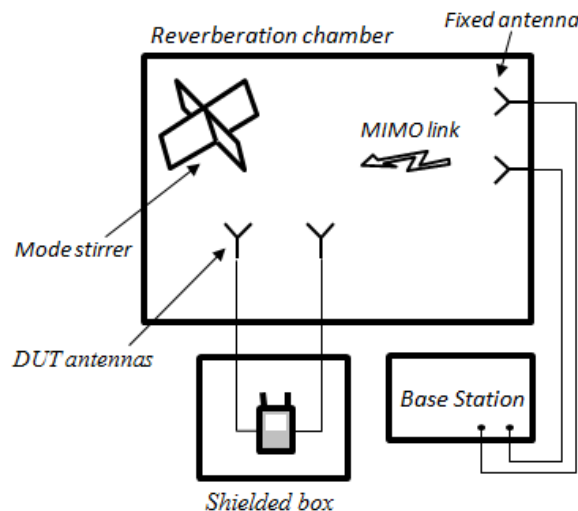 Fixed antenna
Reverberation chamber
MIMO link
Mode stirrer
DUT antennas
Base Station
Shielded box